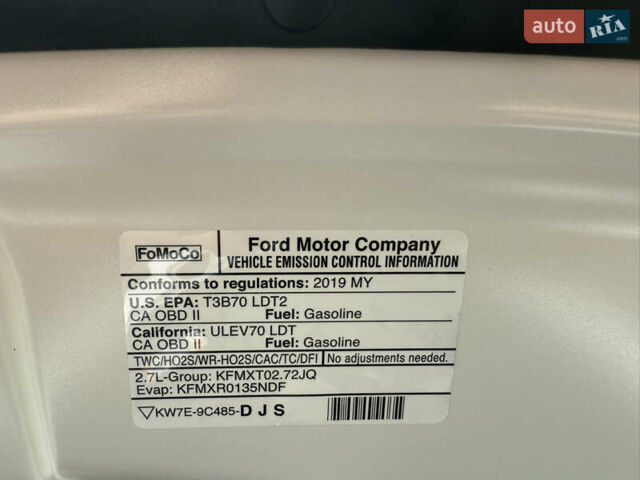 auto RIA.com
FoMoCo
Ford Motor Company
VEHICLE EMISSION CONTROL INFORMATION
Conforms to regulations: 2019 MY
U.S. EPA: T3B70 LDT2
CA OBD II Fuel: Gasoline
California: ULEV70 LDT
CA OBD II Fuel: Gasoline
TWC/HO2S/WR-HO2S/CAC/TC/DFI No adjustments needed.
2.7L-Group: KFMXT02.72JQ
Evap: KFMXR0135NDF
KW7E-9C485-D J S